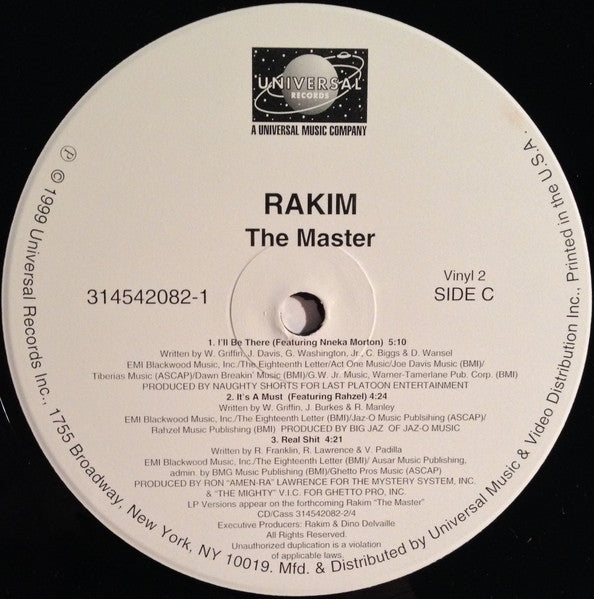 UNIVERSAL
RECORDS
A UNIVERSAL MUSIC COMPANY
RAKIM
The Master
314542082-1
Vinyl 2
SIDE C
1. I'll Be There (Featuring Nneka Morton) 5:10
Written by W. Griffin, J. Davis, G. Washington, Jr., C. Biggs & D. Wansel
EMI Blackwood Music, Inc./The Eighteenth Letter/Act One Music/Joe Davis Music (BMI)/
Tiberias Music (ASCAP)/Dawn Breakin' Music (BMI)/G.W. Jr. Music, Warner-Tamerlane Pub. Corp. (BMI)
PRODUCED BY NAUGHTY SHORTS FOR LAST PLATOON ENTERTAINMENT
2. It`s A Must (Featuring Rahzel) 4:24
Written by W. Griffin, J. Burkes & R. Manley
EMI Blackwood Music, Inc./The Eighteenth Letter (BMI)/Jaz-O Music Publsihing (ASCAP)/
Rahzel Music Publishing (BMI) PRODUCED BY BIG JAZ OF JAZ-O MUSIC
3. Real Shit 4:21
Written by R. Franklin, R. Lawrence & V. Padilla
EMI Blackwood Music, Inc./The Eighteenth Letter (BMI)/ Ausar Music Publishing,
admin. by BMG Music Publishing (BMI)/Ghetto Pros Music (ASCAP)
PRODUCED BY RON "AMEN-RA" LAWRENCE FOR THE MYSTERY SYSTEM, INC.
& "THE MIGHTY" V.I.C. FOR GHETTO PRO, INC
LP Versions appear on the forthcoming Rakim "The Master"
CD/Cass 314542082-2/4
Executive Producers: Rakim & Dino Delvaille
All Rights Reserved.
Unauthorized duplication is a violation
of applicable laws.
℗ © 1999 Universal Records Inc., 1755 Broadway, New York, NY 10019. Mfd. & Distributed by Universal Music & Video Distribution Inc., Printed in the U.S.A.